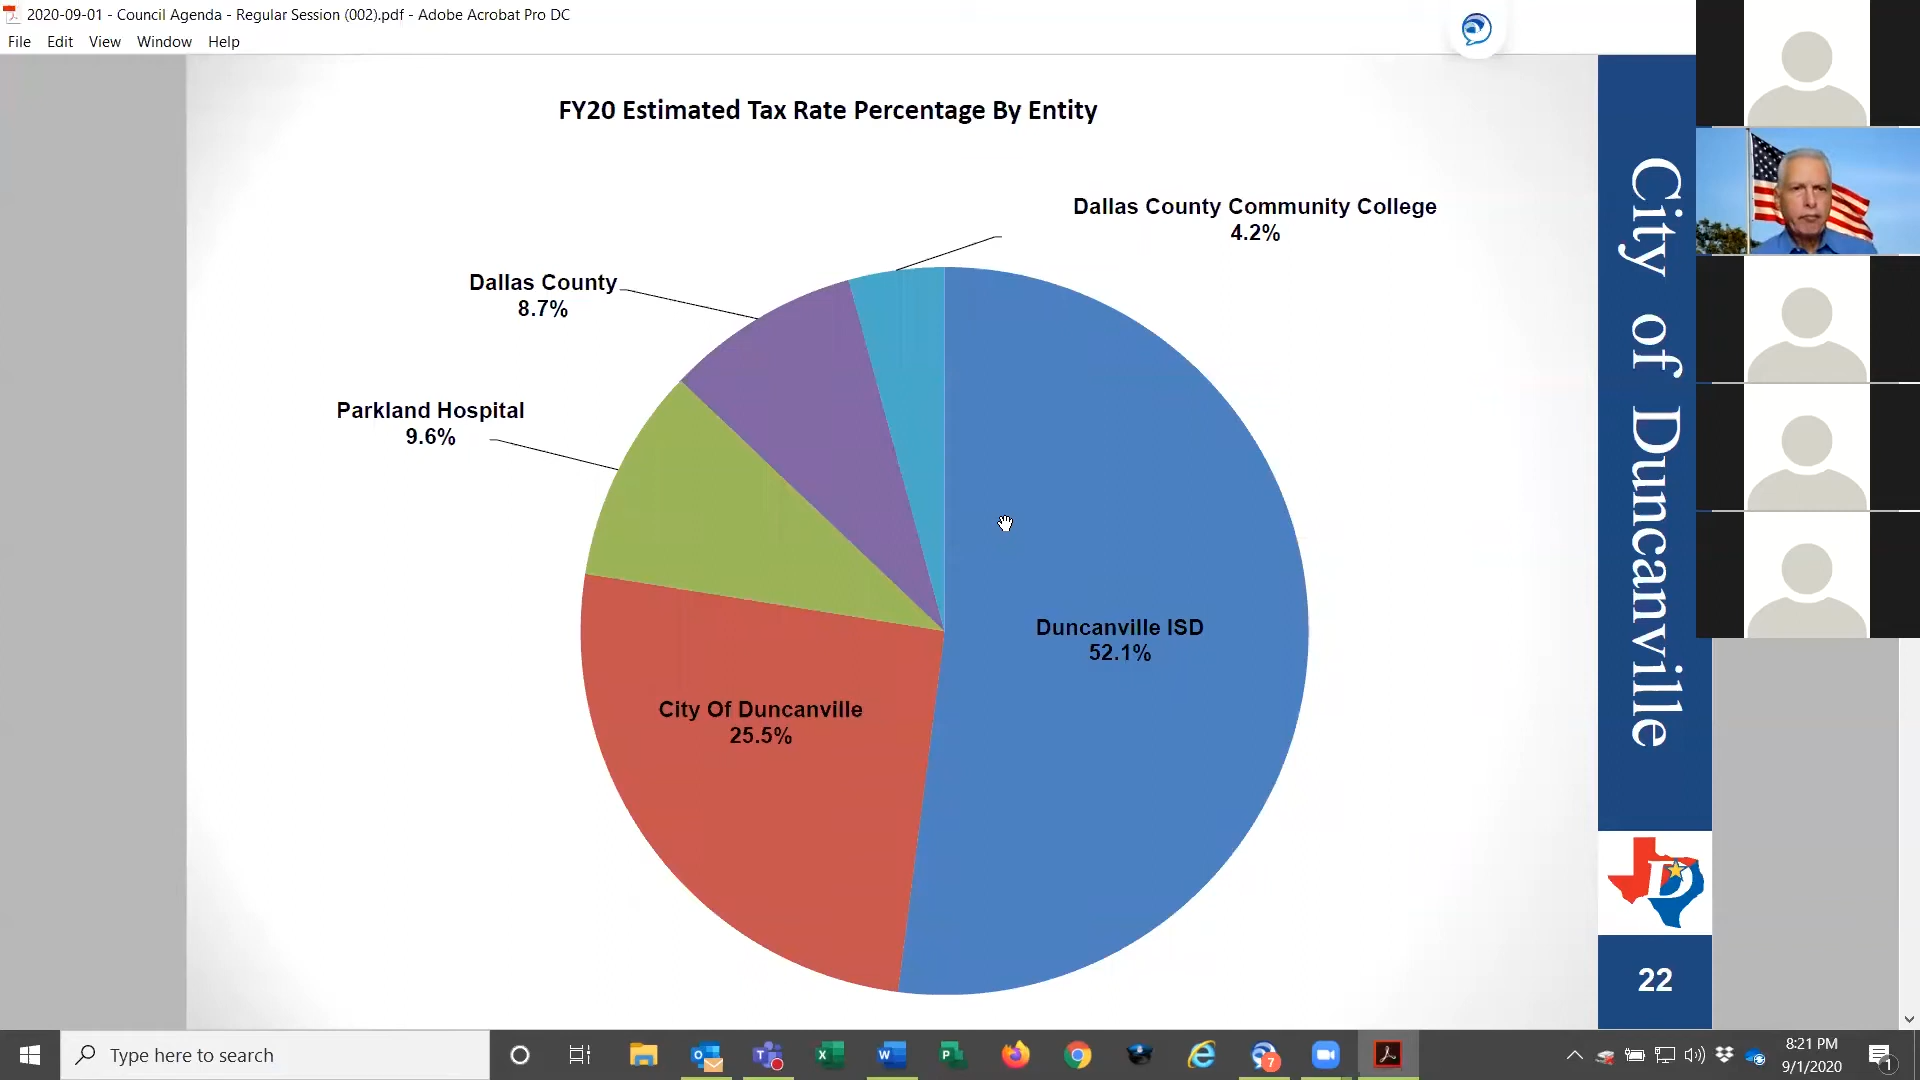 2020-09-01 - Council Agenda - Regular Session (002).pdf - Adobe Acrobat Pro DC
File Edit View Window Help
FY20 Estimated Tax Rate Percentage By Entity
Dallas County Community College
4.2%
Dallas County
8.7%
Parkland Hospital
9.6%
Duncanville ISD
52.1%
City Of Duncanville
25.5%
City of Duncanville
D
22
Type here to search
7
8:21 PM
9/1/2020
1